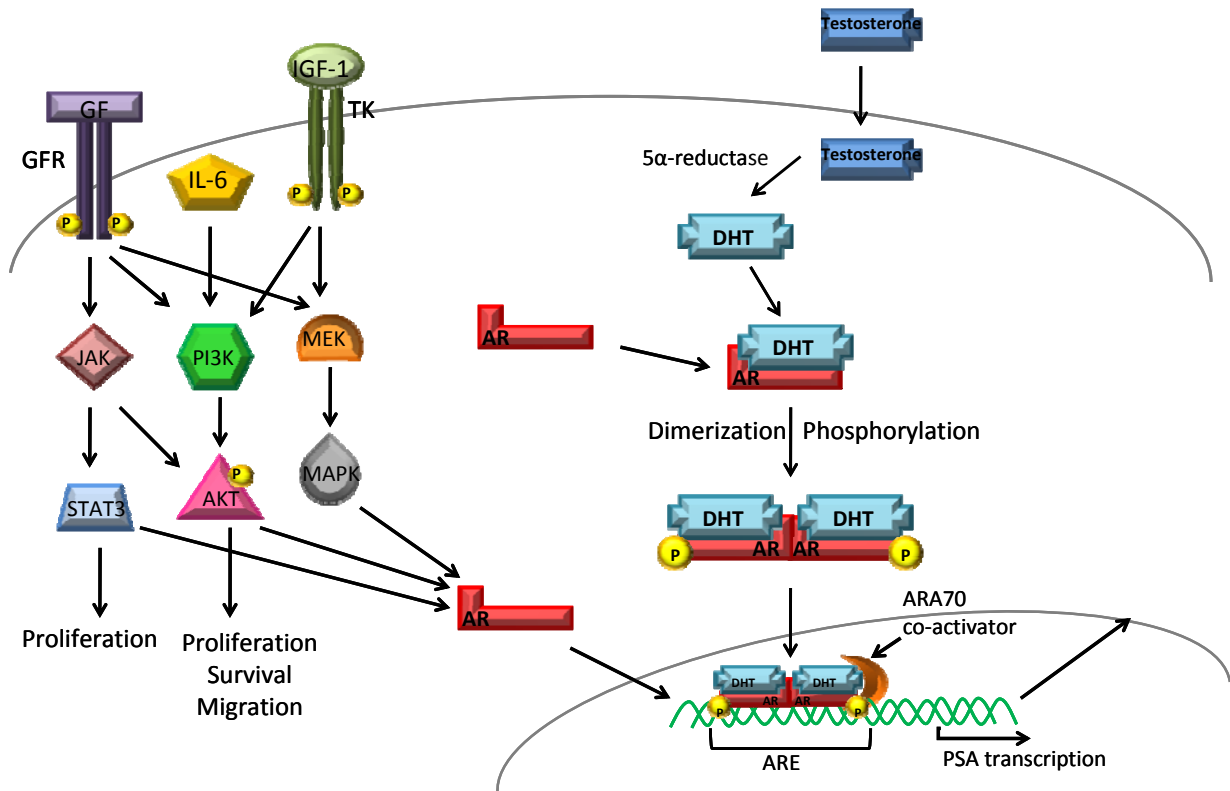 Testosterone
IGF-1
TK
GF
GFR
P
P
IL-6
P
P
Testosterone
5α-reductase
DHT
JAK
PI3K
MEK
AR
DHT
AR
Dimerization
Phosphorylation
STAT3
P
AKT
MAPK
DHT
DHT
P
AR
AR
P
Proliferation
Proliferation
Survival
Migration
AR
ARA70
co-activator
DHT
DHT
AR
AR
P
P
ARE
PSA transcription